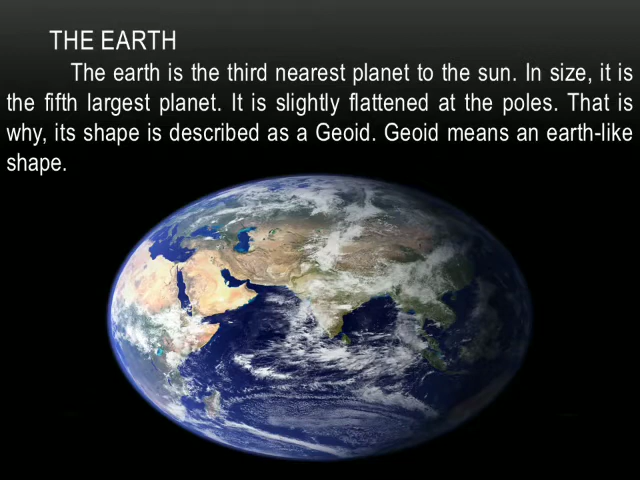 THE EARTH
The earth is the third nearest planet to the sun. In size, it is
the fifth largest planet. It is slightly flattened at the poles. That is
why, its shape is described as a Geoid. Geoid means an earth-like
shape.